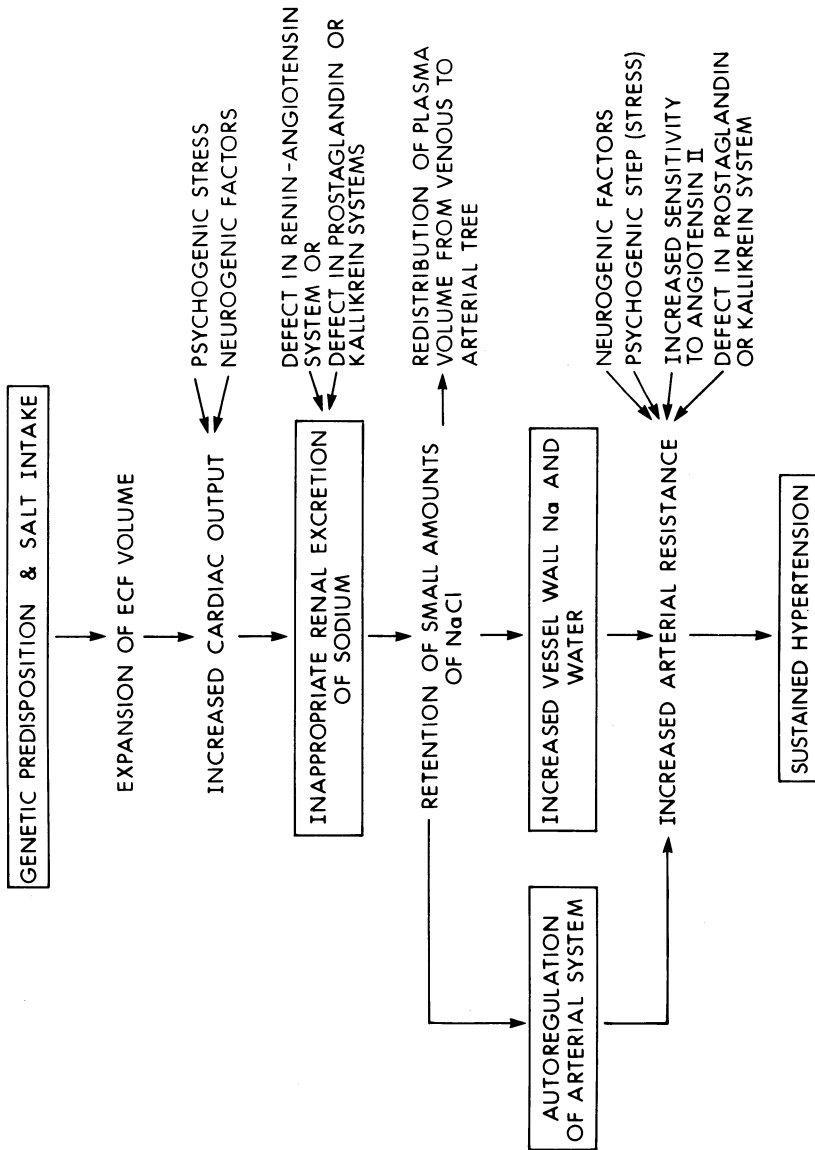 GENETIC PREDISPOSITION & SALT INTAKE
EXPANSION OF ECF VOLUME
INCREASED CARDIAC OUTPUT
PSYCHOGENIC STRESS
NEUROGENIC FACTORS
INAPPROPRIATE RENAL EXCRETION
OF SODIUM
DEFECT IN RENIN-ANGIOTENSIN
SYSTEM OR
DEFECT IN PROSTAGLANDIN OR
KALLIKREIN SYSTEMS
RETENTION OF SMALL AMOUNTS
OF NaCl
REDISTRIBUTION OF PLASMA
VOLUME FROM VENOUS TO
ARTERIAL TREE
AUTOREGULATION
OF ARTERIAL SYSTEM
INCREASED VESSEL WALL Na AND
WATER
INCREASED ARTERIAL RESISTANCE
NEUROGENIC FACTORS
PSYCHOGENIC STEP (STRESS)
INCREASED SENSITIVITY
TO ANGIOTENSIN II
DEFECT IN PROSTAGLANDIN
OR KALLIKREIN SYSTEM
SUSTAINED HYPERTENSION